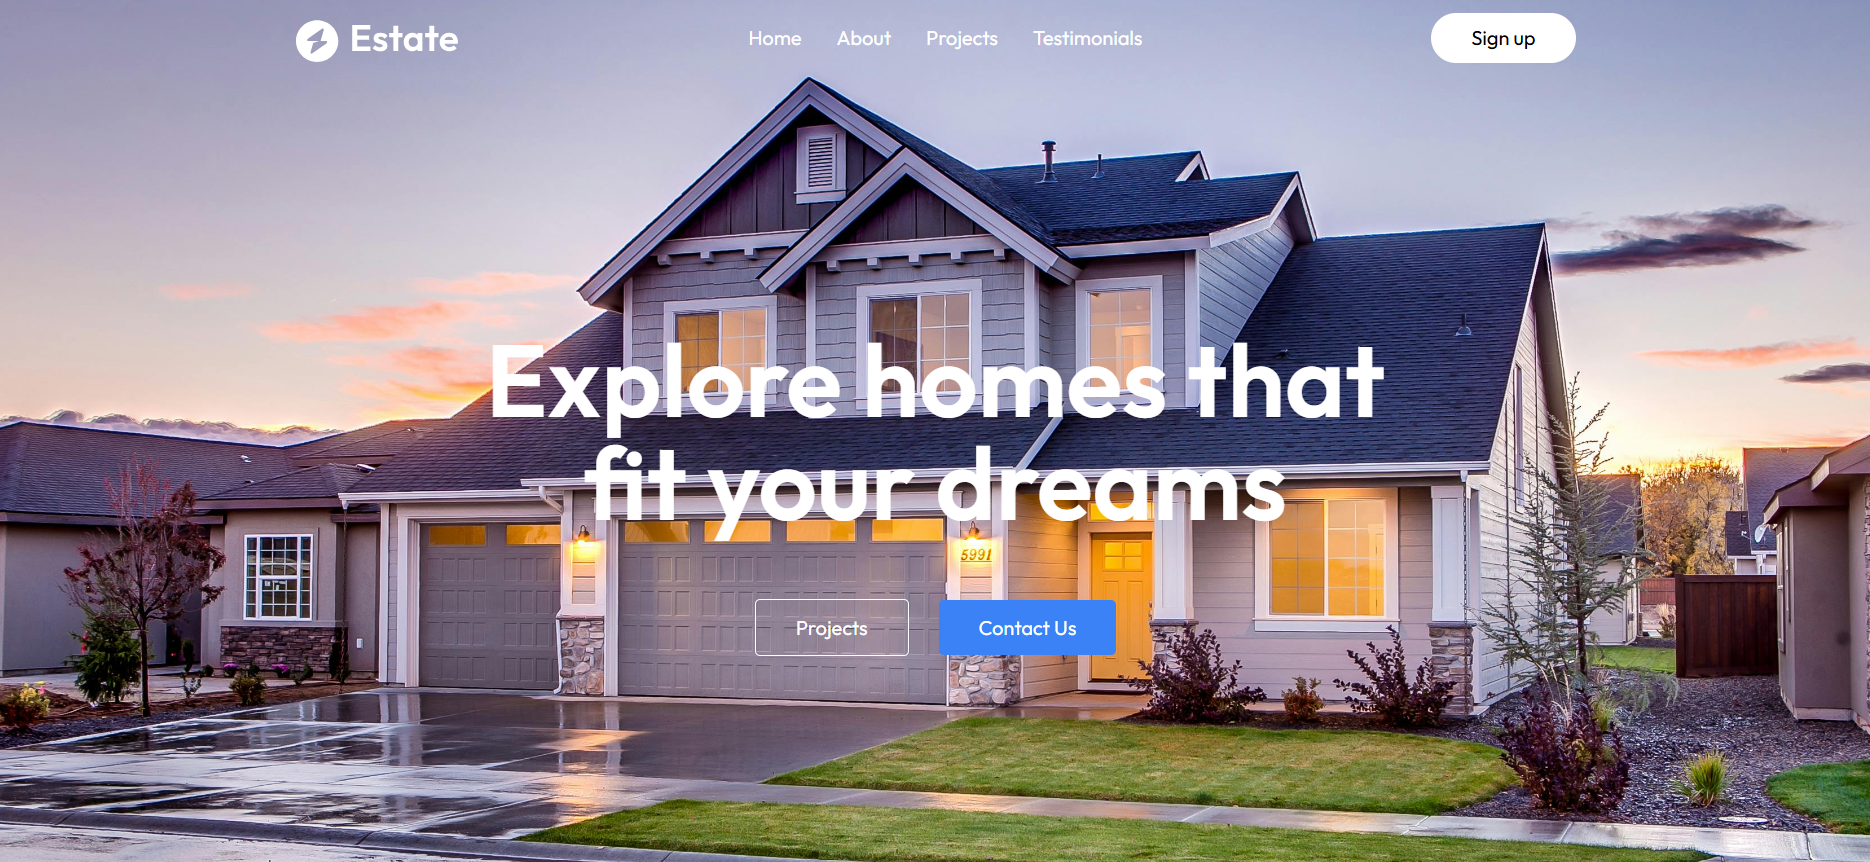 Estate
Home About Projects Testimonials
Sign up
Explore homes that
fit your dreams
5991
Projects
Contact Us